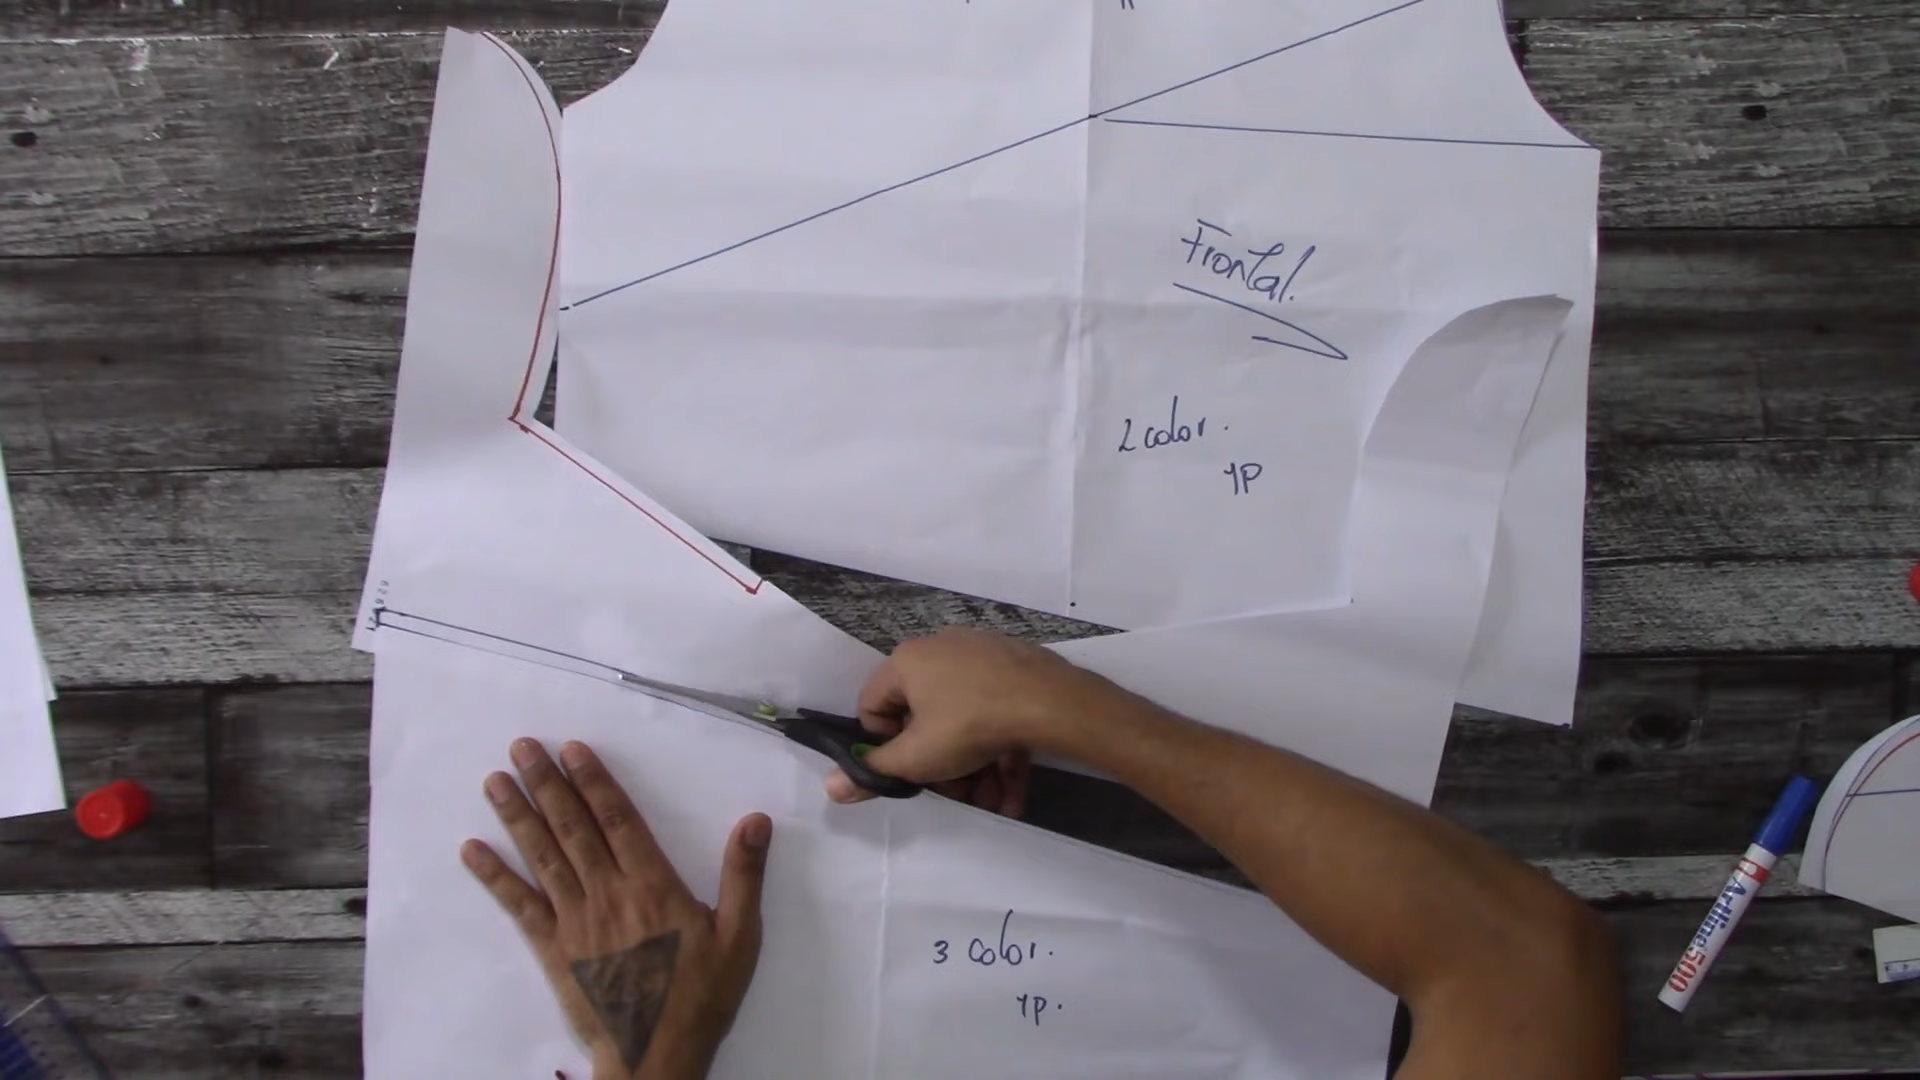 Frontal.
2 color.
1p
3 color.
1p.
Artline 500